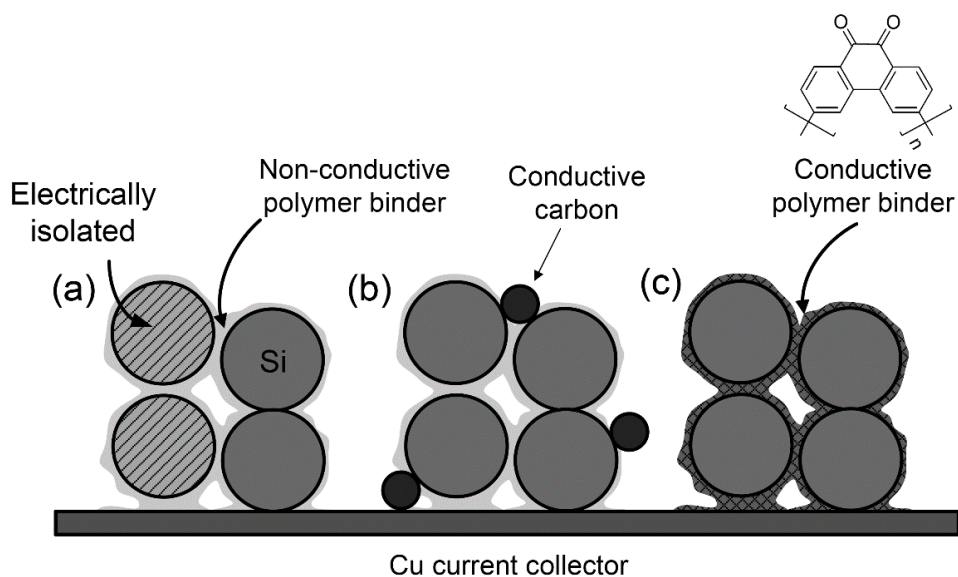 O O
n
Non-conductive
polymer binder
Conductive
carbon
Conductive
polymer binder
Electrically
isolated
(a)
(b)
(c)
Si
Cu current collector